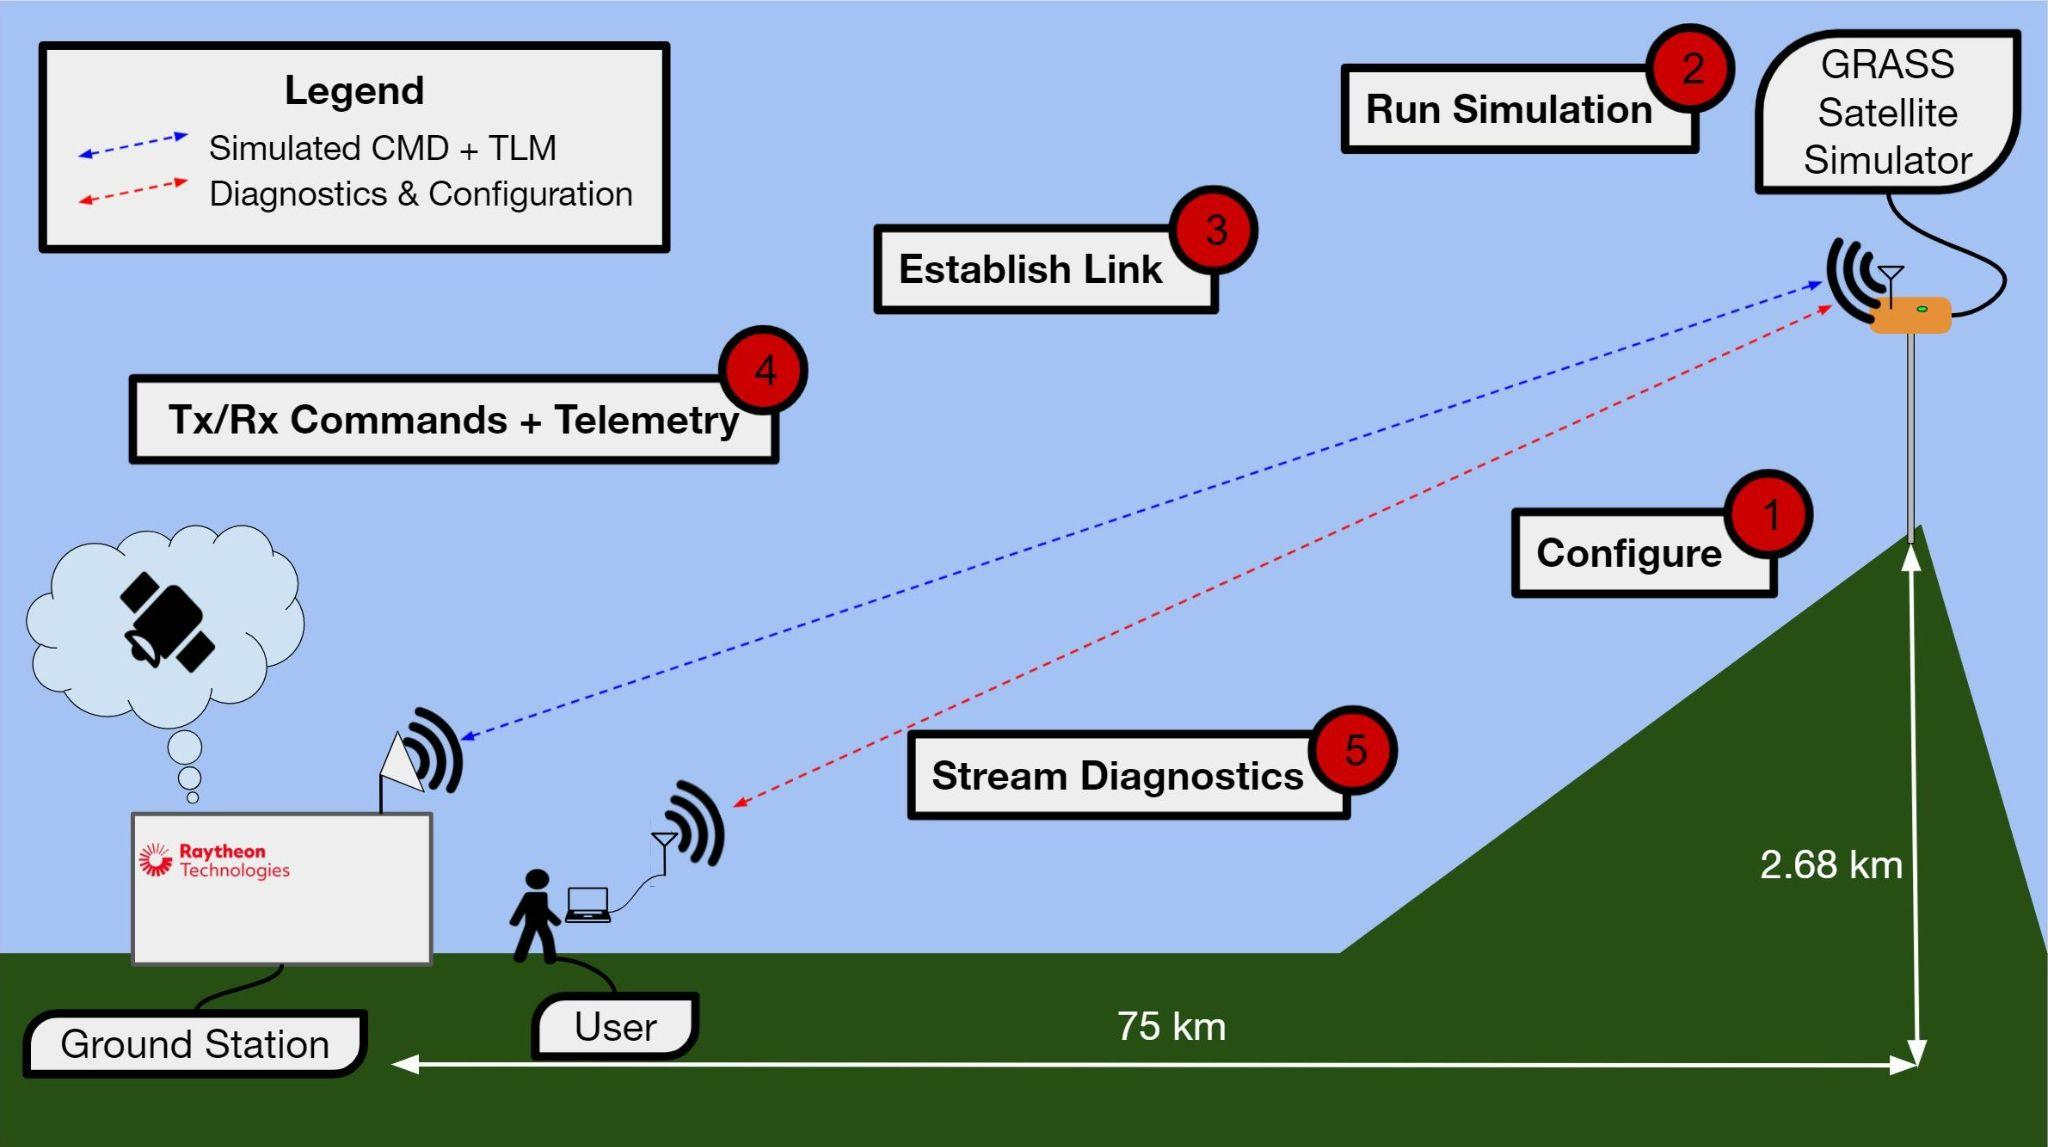 Legend
Simulated CMD + TLM
Diagnostics & Configuration
2
Run Simulation
GRASS
Satellite
Simulator
3
Establish Link
4
Tx/Rx Commands + Telemetry
1
Configure
5
Stream Diagnostics
Raytheon
Technologies
2.68 km
Ground Station
User
75 km